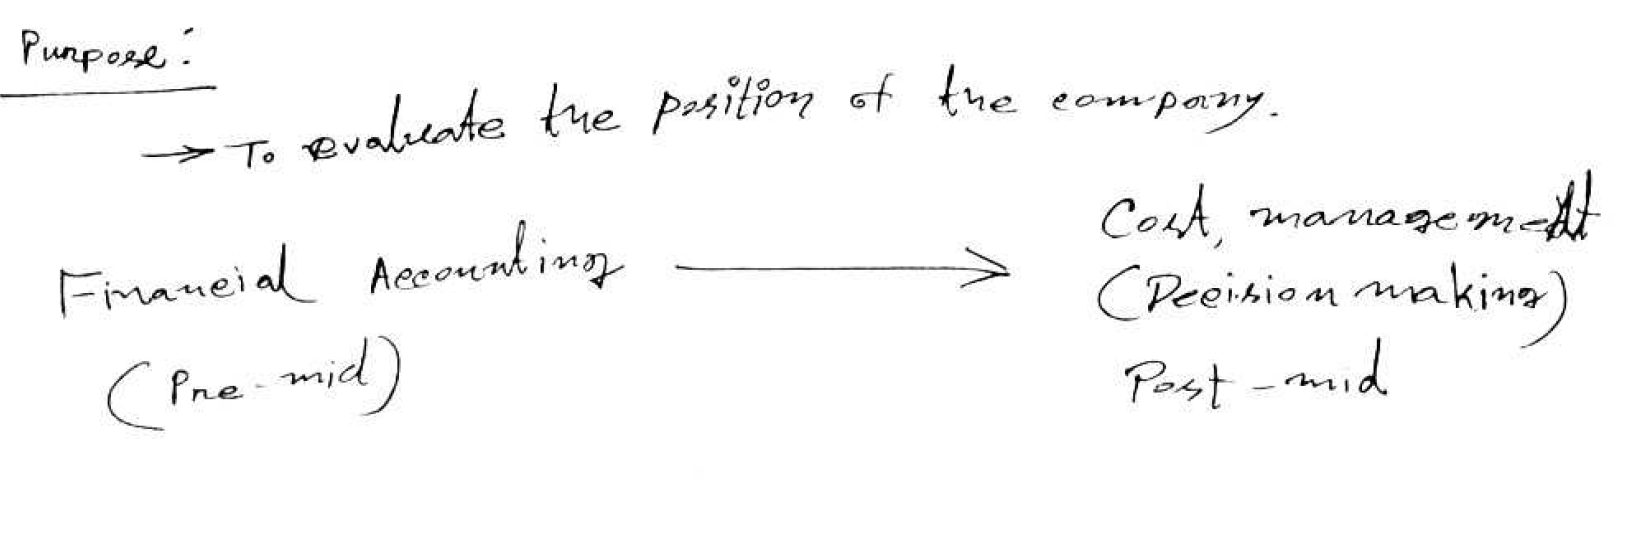 Purpose:
→ To evaluate the position of the company.
Financial Accounting → Cost, management
(Decision making)
(Pre-mid)
Post-mid